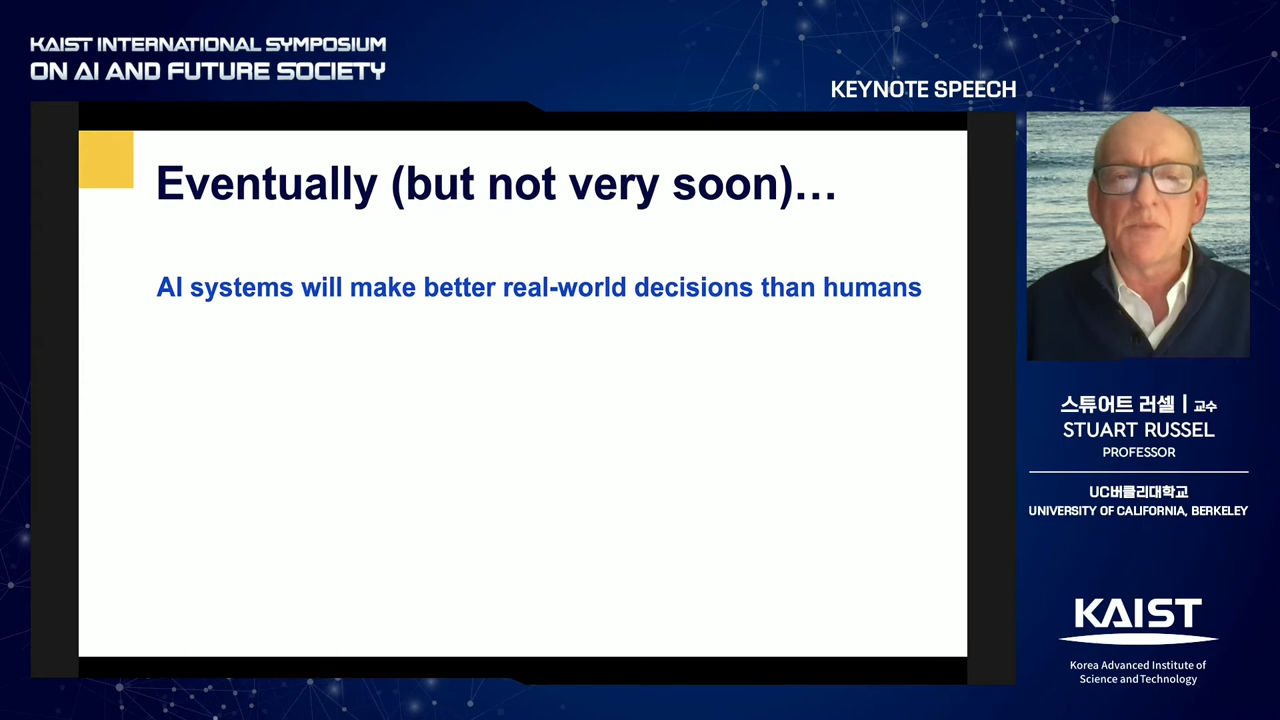 KAIST INTERNATIONAL SYMPOSIUM
ON AI AND FUTURE SOCIETY
KEYNOTE SPEECH
Eventually (but not very soon)…
AI systems will make better real-world decisions than humans
스튜어트 러셀 | 교수
STUART RUSSEL
PROFESSOR
UC버클리대학교
UNIVERSITY OF CALIFORNIA, BERKELEY
KAIST
Korea Advanced Institute of
Science and Technology